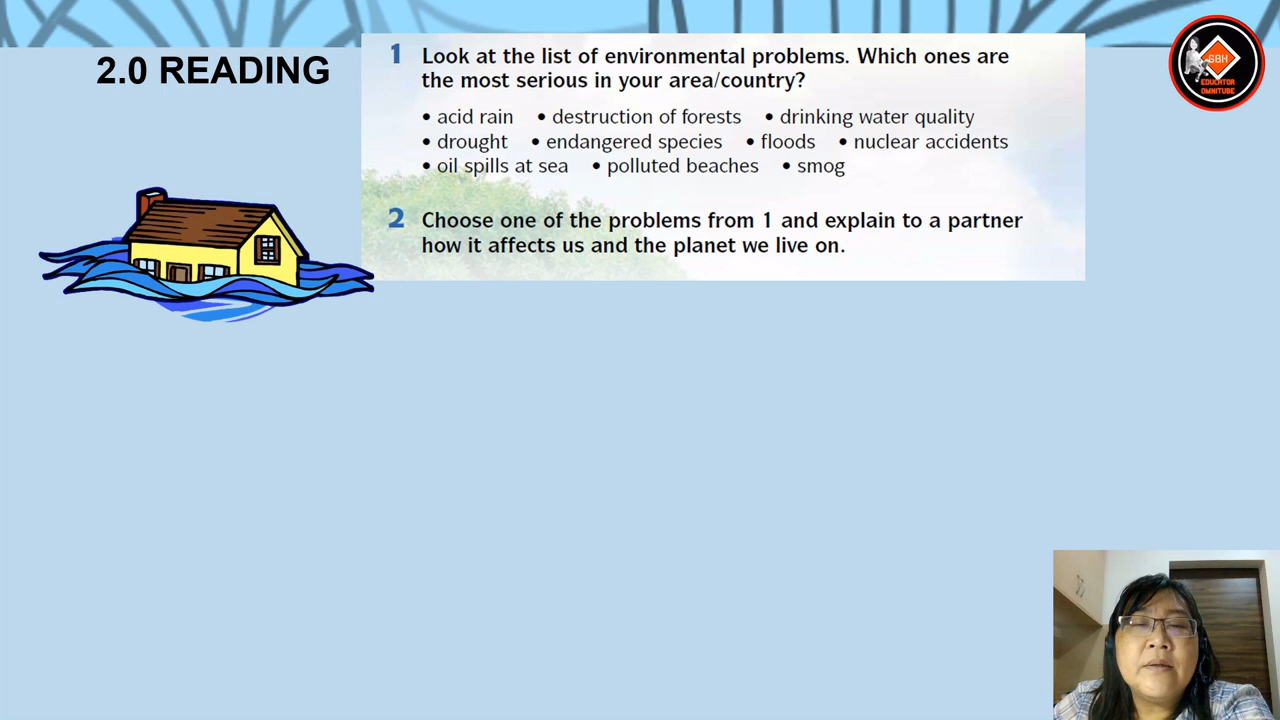 2.0 READING
1 Look at the list of environmental problems. Which ones are
the most serious in your area/country?
• acid rain • destruction of forests • drinking water quality
• drought • endangered species • floods • nuclear accidents
• oil spills at sea • polluted beaches • smog
2 Choose one of the problems from 1 and explain to a partner
how it affects us and the planet we live on.
GBH
EDUCATOR
OMNITUBE